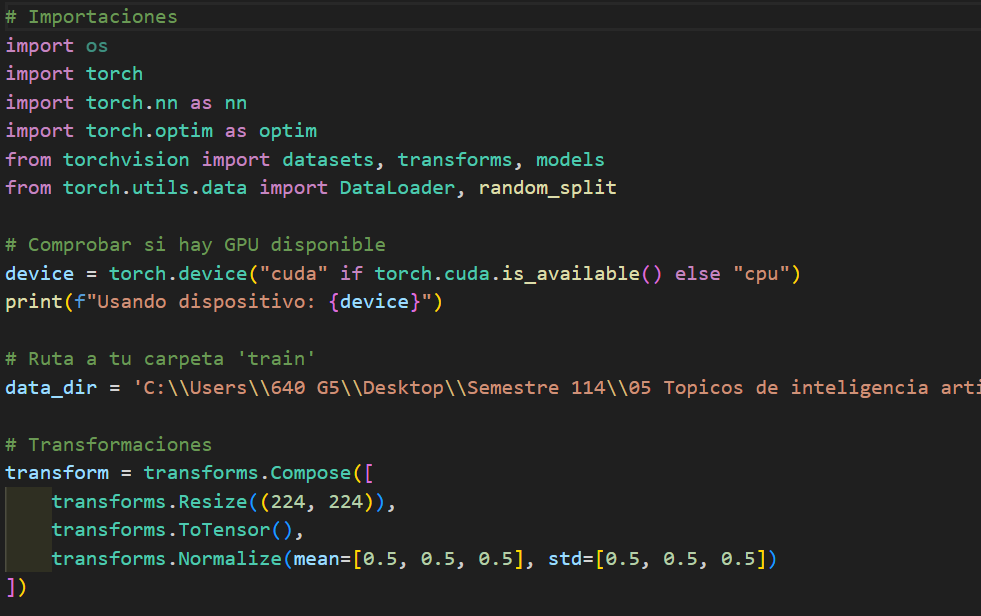 # Importaciones
import os
import torch
import torch.nn as nn
import torch.optim as optim
from torchvision import datasets, transforms, models
from torch.utils.data import DataLoader, random_split
# Comprobar si hay GPU disponible
device = torch.device("cuda" if torch.cuda.is_available() else "cpu")
print(f"Usando dispositivo: {device}")
# Ruta a tu carpeta 'train'
data_dir = 'C:\\Users\\640 G5\\Desktop\\Semestre 114\\05 Topicos de inteligencia arti
# Transformaciones
transform = transforms.Compose([
    transforms.Resize((224, 224)),
    transforms.ToTensor(),
    transforms.Normalize(mean=[0.5, 0.5, 0.5], std=[0.5, 0.5, 0.5])
])